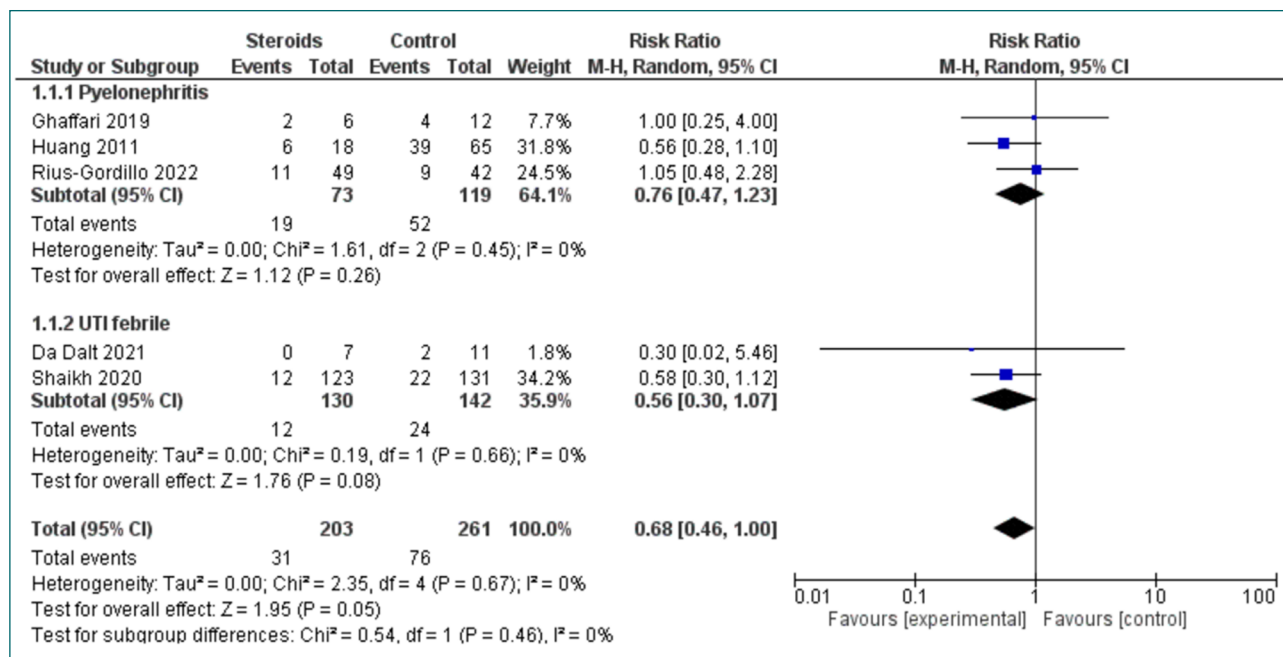 Steroids Control Risk Ratio Risk Ratio
Study or Subgroup Events Total Events Total Weight M-H, Random, 95% CI M-H, Random, 95% CI
1.1.1 Pyelonephritis
Ghaffari 2019 2 6 4 12 7.7% 1.00 [0.25, 4.00]
Huang 2011 6 18 39 65 31.8% 0.56 [0.28, 1.10]
Rius-Gordillo 2022 11 49 9 42 24.5% 1.05 [0.48, 2.28]
Subtotal (95% CI) 73 119 64.1% 0.76 [0.47, 1.23]
Total events 19 52
Heterogeneity: Tau² = 0.00; Chi² = 1.61, df = 2 (P = 0.45); I² = 0%
Test for overall effect: Z = 1.12 (P = 0.26)
1.1.2 UTI febrile
Da Dalt 2021 0 7 2 11 1.8% 0.30 [0.02, 5.46]
Shaikh 2020 12 123 22 131 34.2% 0.58 [0.30, 1.12]
Subtotal (95% CI) 130 142 35.9% 0.56 [0.30, 1.07]
Total events 12 24
Heterogeneity: Tau² = 0.00; Chi² = 0.19, df = 1 (P = 0.66); I² = 0%
Test for overall effect: Z = 1.76 (P = 0.08)
Total (95% CI) 203 261 100.0% 0.68 [0.46, 1.00]
Total events 31 76
Heterogeneity: Tau² = 0.00; Chi² = 2.35, df = 4 (P = 0.67); I² = 0%
Test for overall effect: Z = 1.95 (P = 0.05)
Test for subgroup differences: Chi² = 0.54, df = 1 (P = 0.46), I² = 0%
0.01 0.1 1 10 100
Favours [experimental] Favours [control]